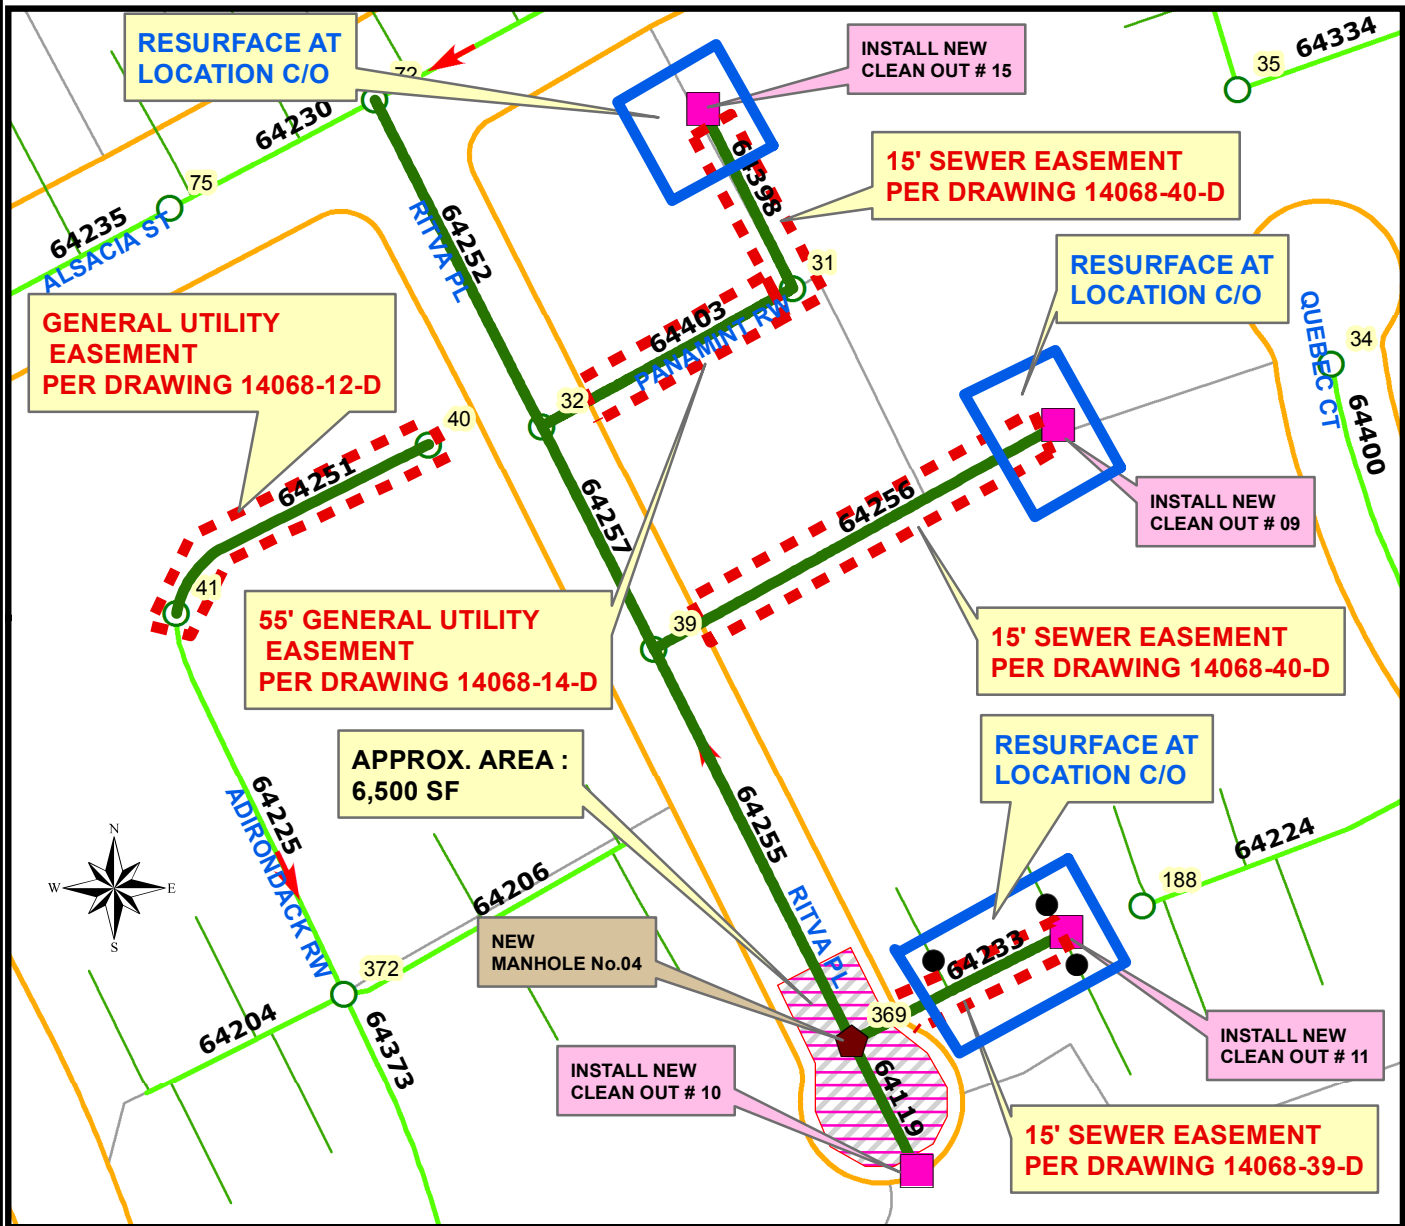 RESURFACE AT
LOCATION C/O
72
INSTALL NEW
CLEAN OUT # 15
35
64334
64230
75
64235
ALSACIA ST
RITVA PL
64252
64398
15' SEWER EASEMENT
PER DRAWING 14068-40-D
31
RESURFACE AT
LOCATION C/O
QUEBEC CT
34
64400
GENERAL UTILITY
EASEMENT
PER DRAWING 14068-12-D
64403
PANAMINT RW
32
40
64251
41
64257
64256
INSTALL NEW
CLEAN OUT # 09
55' GENERAL UTILITY
EASEMENT
PER DRAWING 14068-14-D
39
15' SEWER EASEMENT
PER DRAWING 14068-40-D
APPROX. AREA :
6,500 SF
RESURFACE AT
LOCATION C/O
64225
ADIRONDACK RW
64255
RITVA PL
64224
188
N
W
E
S
64206
372
NEW
MANHOLE No.04
64233
369
64204
64373
INSTALL NEW
CLEAN OUT # 10
64119
INSTALL NEW
CLEAN OUT # 11
15' SEWER EASEMENT
PER DRAWING 14068-39-D